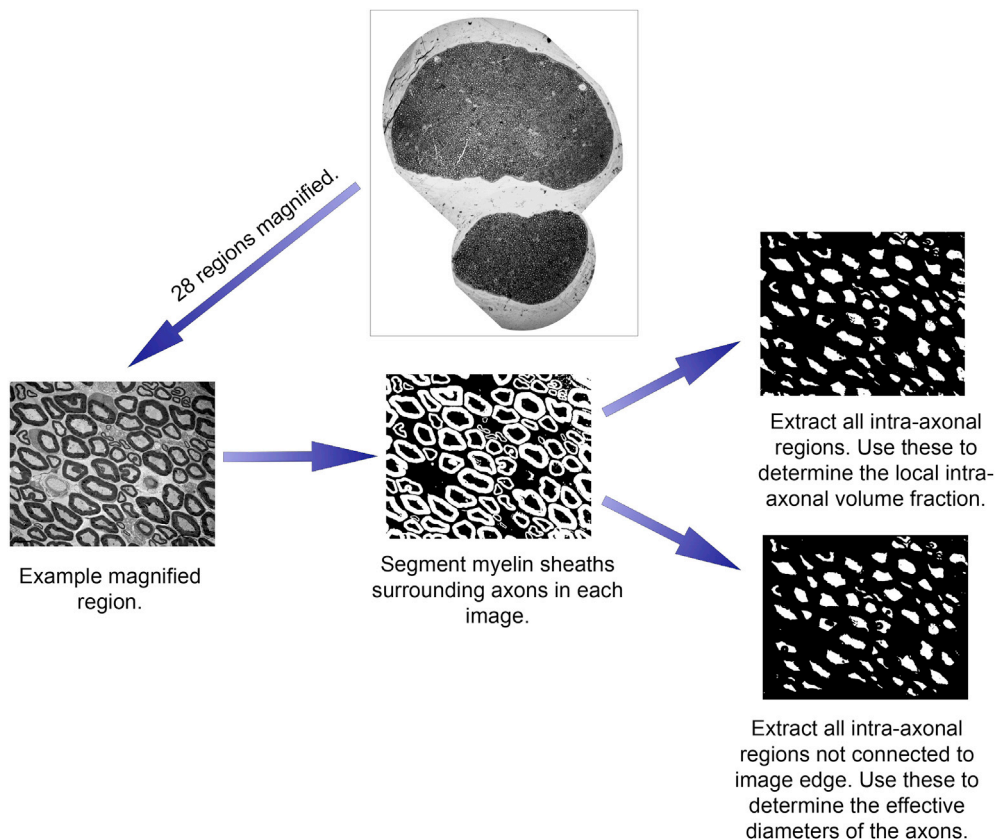 28 regions magnified.
Example magnified
region.
Segment myelin sheaths
surrounding axons in each
image.
Extract all intra-axonal
regions. Use these to
determine the local intra-
axonal volume fraction.
Extract all intra-axonal
regions not connected to
image edge. Use these to
determine the effective
diameters of the axons.